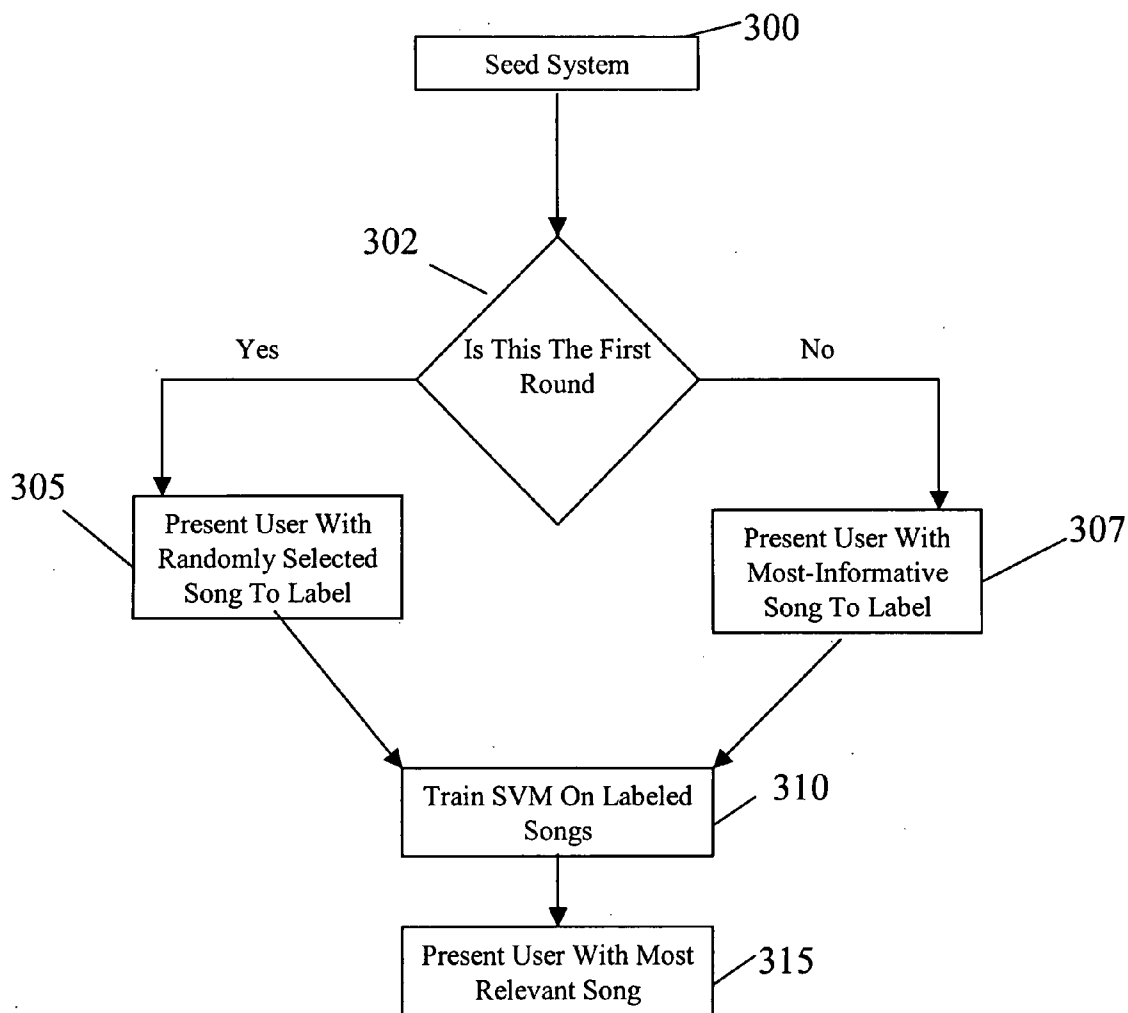 300
Seed System
302
Yes
Is This The First
Round
No
305
Present User With
Randomly Selected
Song To Label
Present User With
Most-Informative
Song To Label
307
Train SVM On Labeled
Songs
310
Present User With Most
Relevant Song
315